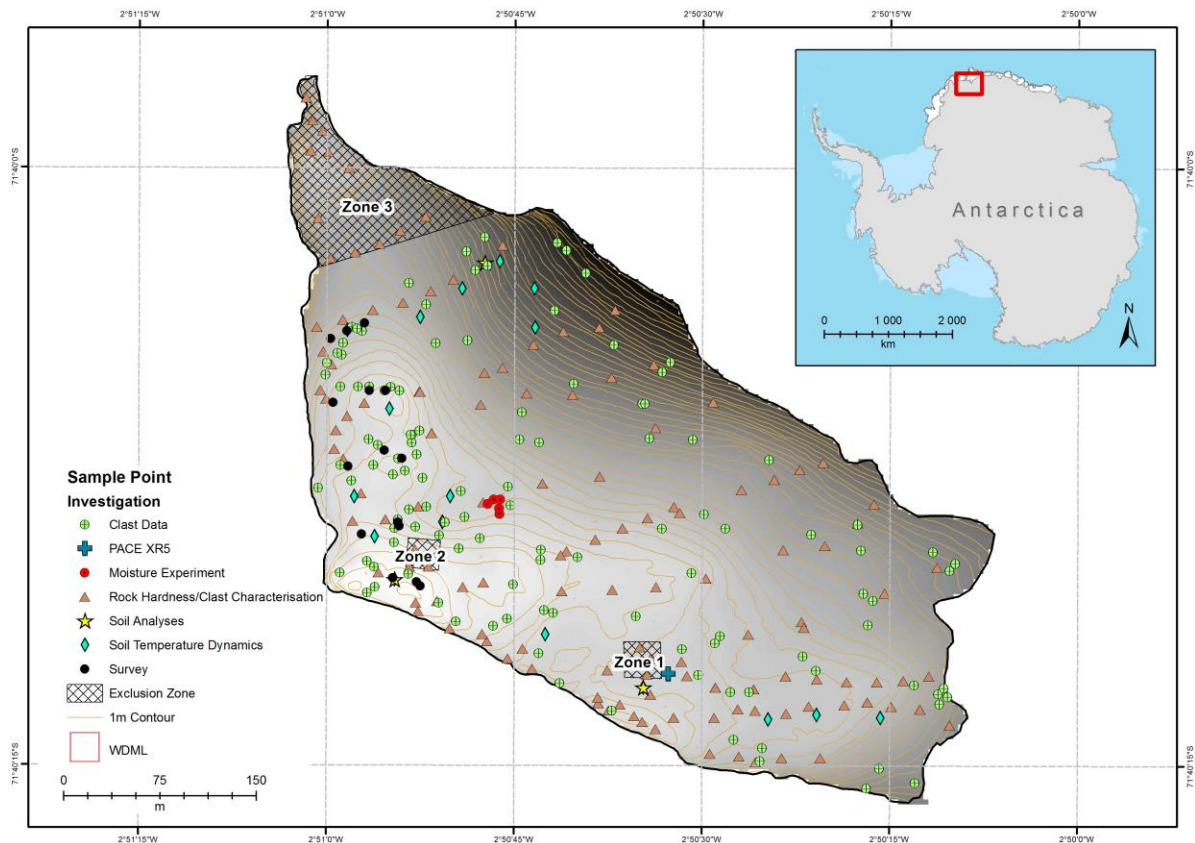 2°51'15"W
2°51'0"W
2°50'45"W
2°50'30"W
2°50'15"W
2°50'0"W
71°40'0"S
71°40'0"S
Antarctica
N
0 1 000 2 000
km
Zone 3
Zone 2
Zone 1
Sample Point
Investigation
Clast Data
PACE XR5
Moisture Experiment
Rock Hardness/Clast Characterisation
Soil Analyses
Soil Temperature Dynamics
Survey
Exclusion Zone
1m Contour
WDML
0 75 150
m
71°40'15"S
71°40'15"S
2°51'15"W
2°51'0"W
2°50'45"W
2°50'30"W
2°50'15"W
2°50'0"W